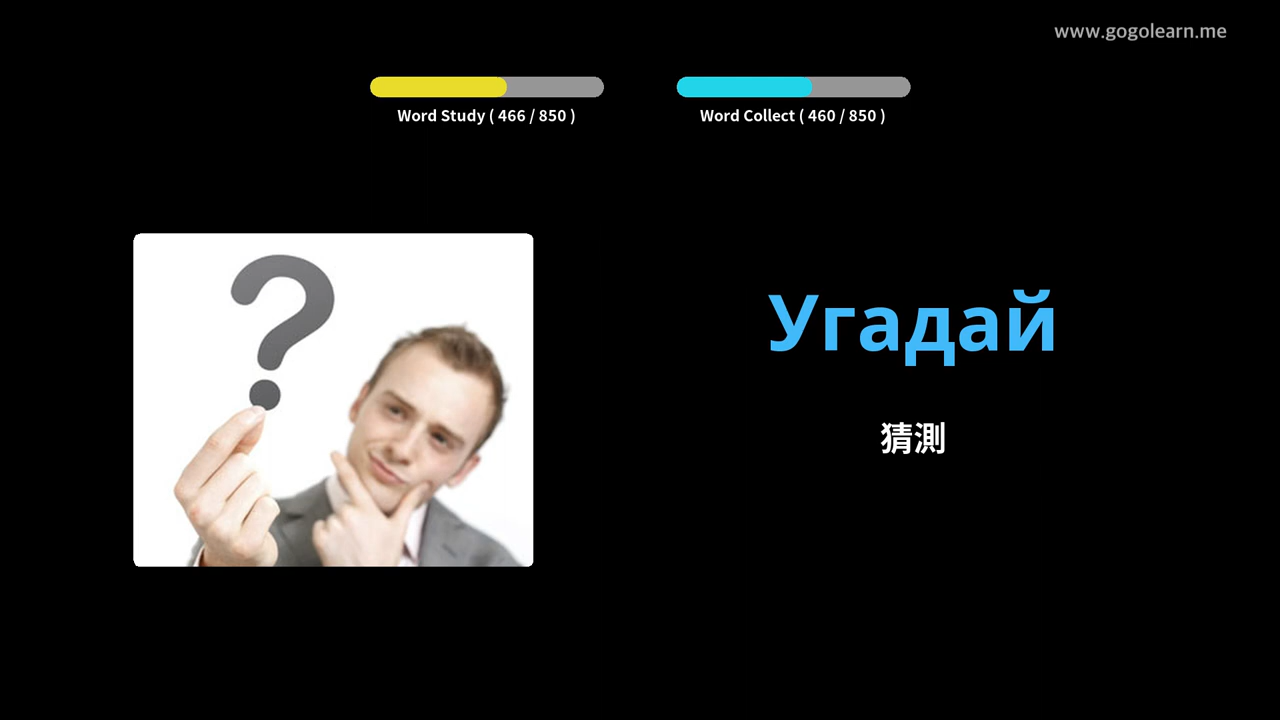 www.gogolearn.me
Word Study ( 466 / 850 )
Word Collect ( 460 / 850 )
?
Угадай
猜測